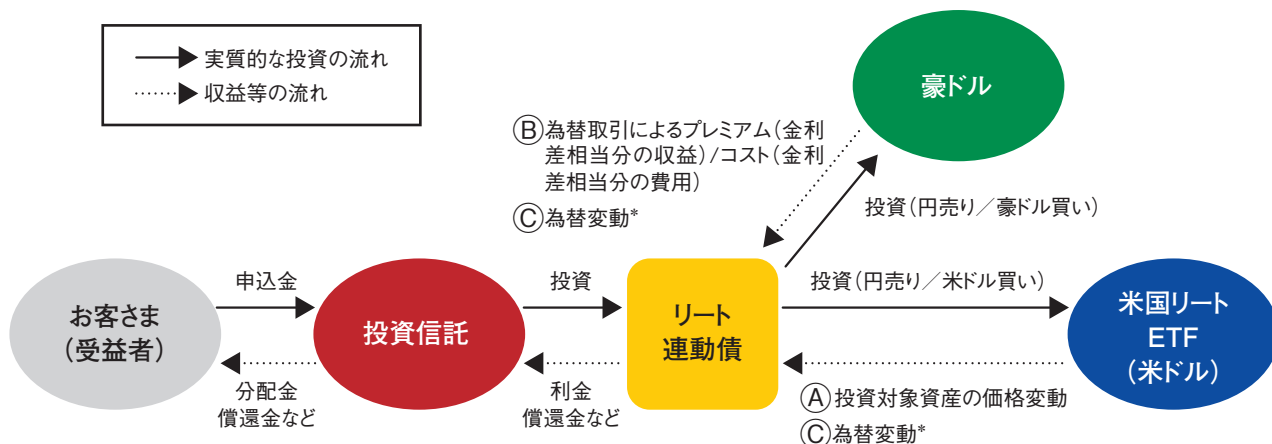 実質的な投資の流れ
収益等の流れ
豪ドル
Ⓑ為替取引によるプレミアム(金利
差相当分の収益)/コスト(金利
差相当分の費用)
Ⓒ為替変動*
投資(円売り／豪ドル買い)
お客さま
(受益者)
申込金
分配金
償還金など
投資信託
投資
利金
償還金など
リート
連動債
投資(円売り／米ドル買い)
Ⓐ投資対象資産の価格変動
Ⓒ為替変動*
米国リート
ETF
(米ドル)